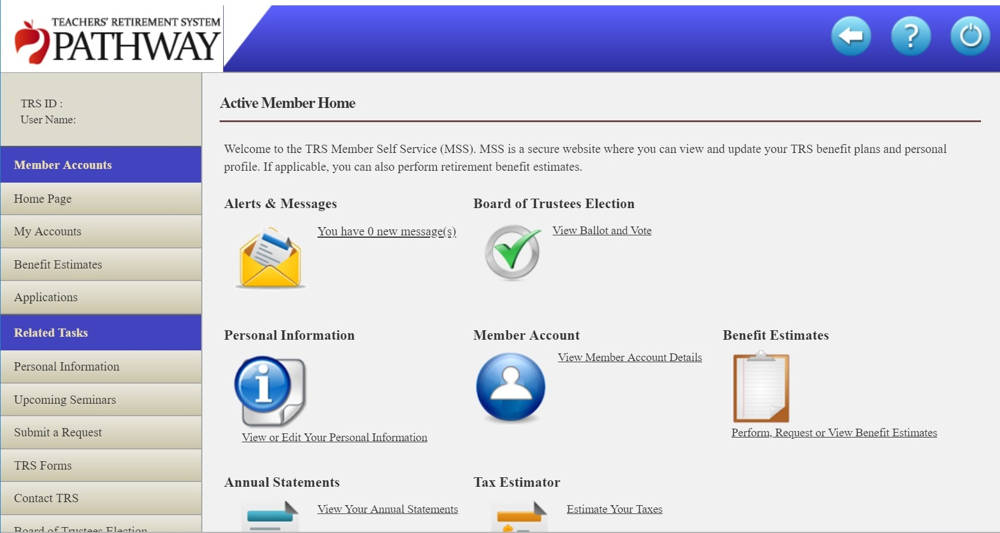 TEACHERS' RETIREMENT SYSTEM
PATHWAY
?
TRS ID :
User Name:
Member Accounts
Home Page
My Accounts
Benefit Estimates
Applications
Related Tasks
Personal Information
Upcoming Seminars
Submit a Request
TRS Forms
Contact TRS
Board of Trustees Election
Active Member Home
Welcome to the TRS Member Self Service (MSS). MSS is a secure website where you can view and update your TRS benefit plans and personal
profile. If applicable, you can also perform retirement benefit estimates.
Alerts & Messages
You have 0 new message(s)
Board of Trustees Election
View Ballot and Vote
Personal Information
i
View or Edit Your Personal Information
Member Account
View Member Account Details
Benefit Estimates
Perform, Request or View Benefit Estimates
Annual Statements
View Your Annual Statements
Tax Estimator
Estimate Your Taxes